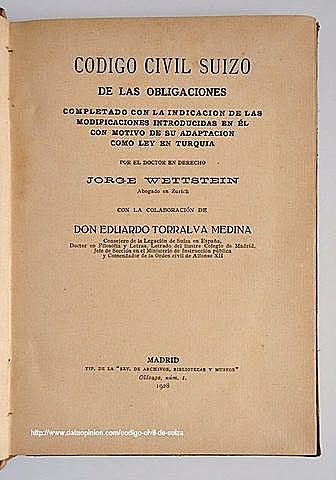 CODIGO CIVIL SUIZO
DE LAS OBLIGACIONES
COMPLETADO CON LA INDICACION DE LAS
MODIFICACIONES INTRODUCIDAS EN ÉL
CON MOTIVO DE SU ADAPTACION
COMO LEY EN TURQUIA
POR EL DOCTOR EN DERECHO
JORGE WETTSTEIN
Abogado en Zurich
CON LA COLABORACIÓN DE
DON EDUARDO TORRALVA MEDINA
Consejero de la Legación de Suiza en España,
Doctor en Filosofía y Letras, Letrado del Ilustre Colegio de Madrid,
Jefe de Sección en el Ministerio de Instrucción pública
y Comendador de la Orden civil de Alfonso XII
MADRID
TIP. DE LA "REV. DE ARCHIVOS, BIBLIOTECAS Y MUSEOS"
Olózaga, núm. 1.
1928
http://www.dataopinion.com/codigo-civil-de-suiza